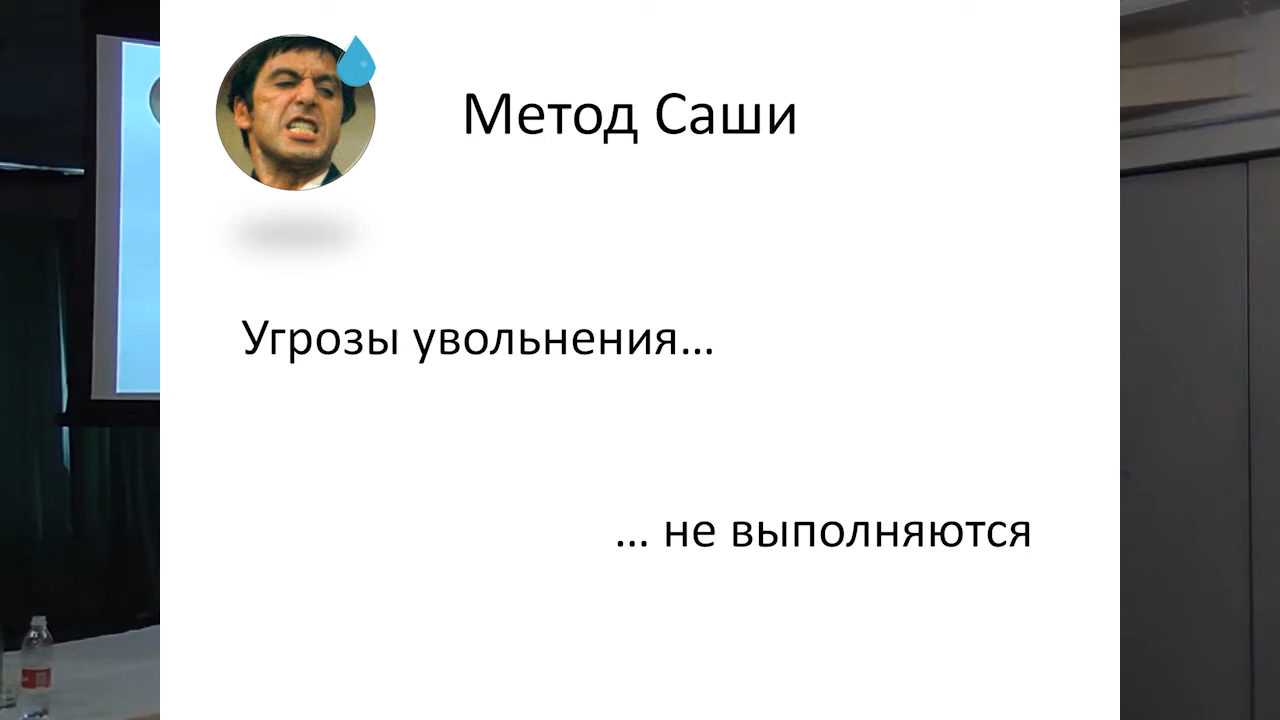 Метод Саши
Угрозы увольнения...
... не выполняются